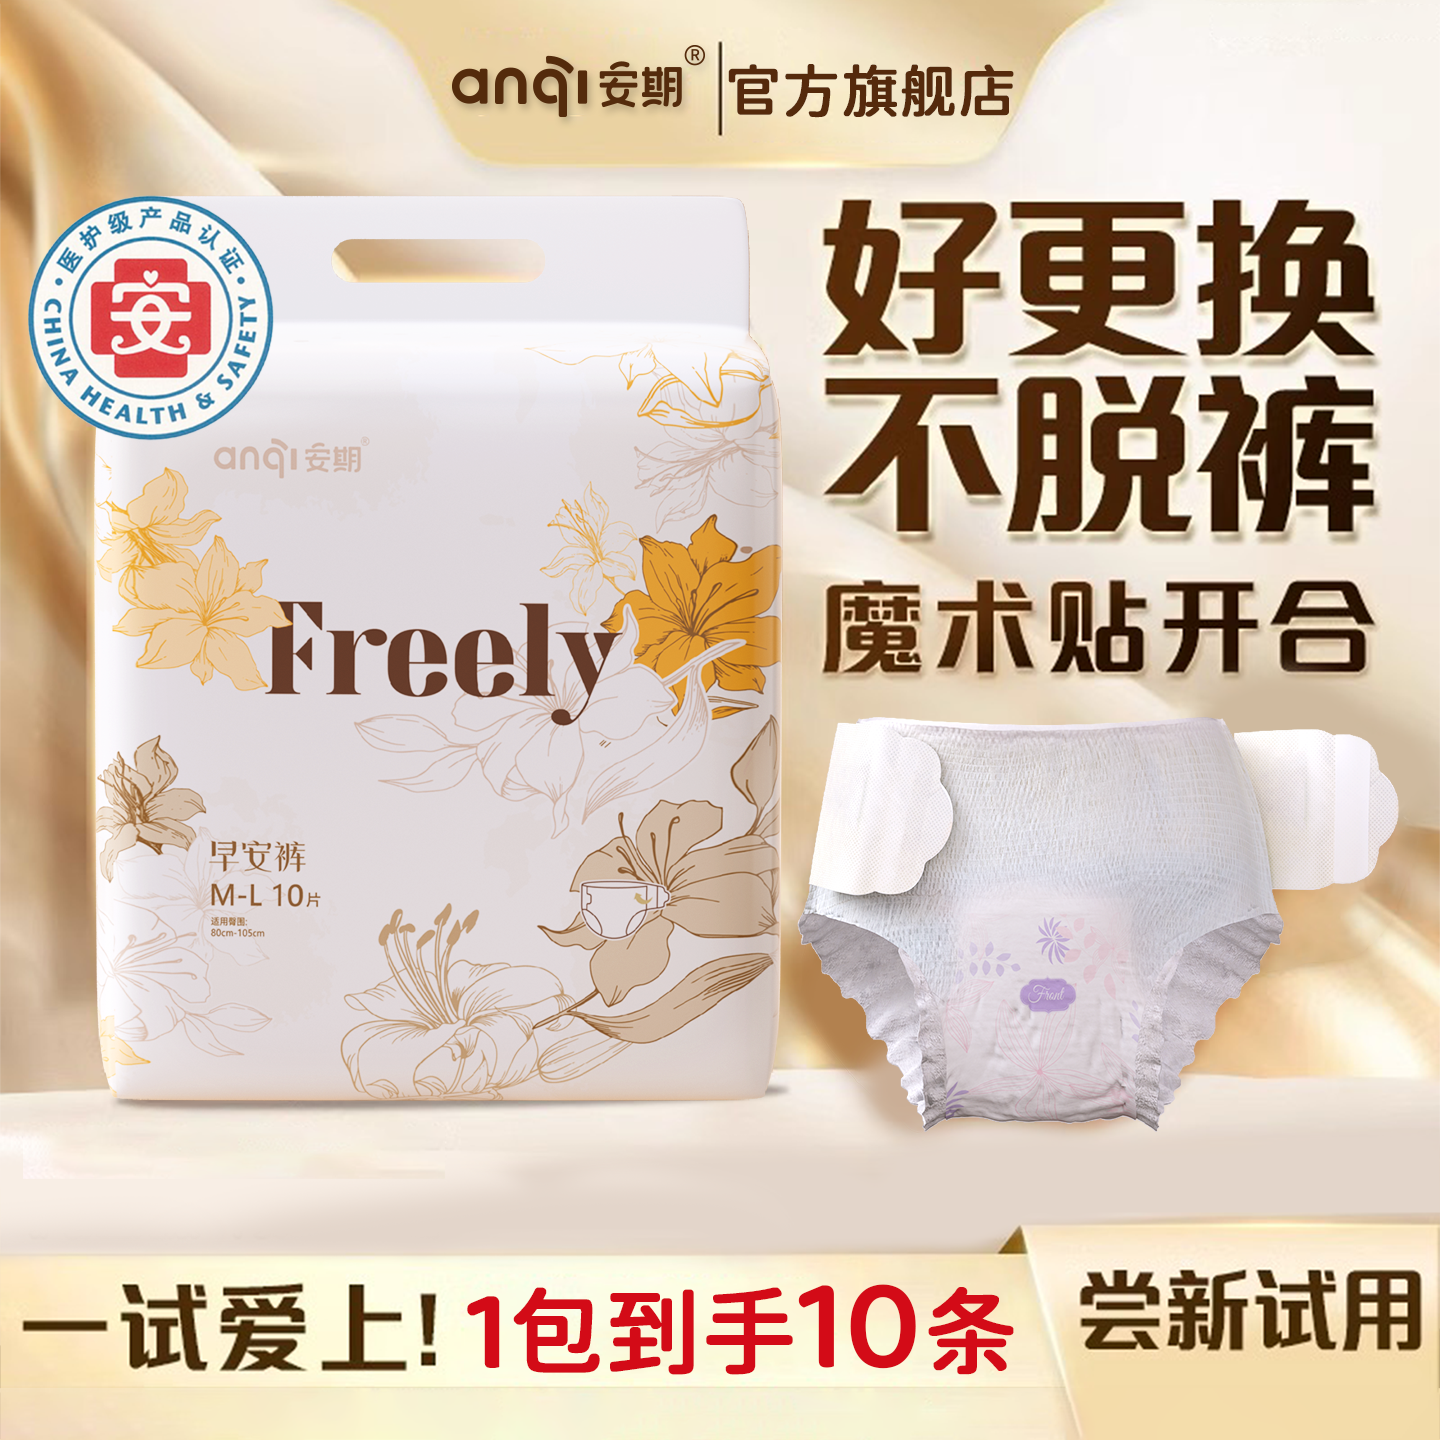 anqi安期® | 官方旗舰店
医护级产品认证
安
CHINA HEALTH & SAFETY
好更换
不脱裤
魔术贴开合
anqi安期®
Freely
早安裤
M-L 10片
适用臀围:
80cm-105cm
Front
一试爱上! 1包到手10条 尝新试用